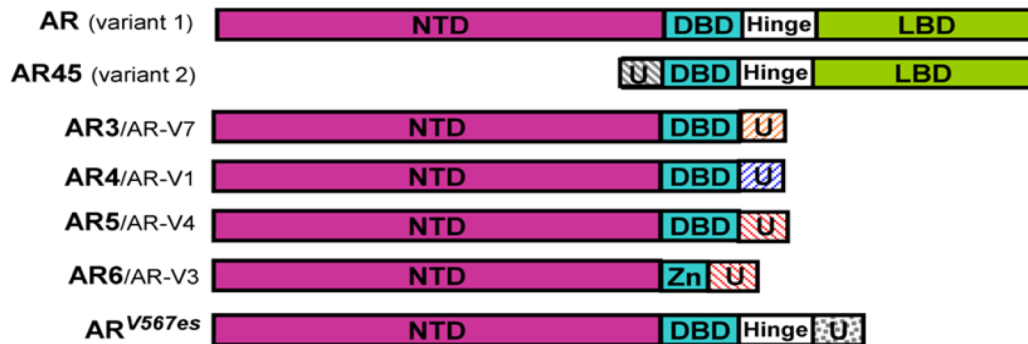 AR (variant 1) NTD DBD Hinge LBD
AR45 (variant 2) U DBD Hinge LBD
AR3/AR-V7 NTD DBD U
AR4/AR-V1 NTD DBD U
AR5/AR-V4 NTD DBD U
AR6/AR-V3 NTD Zn U
ARV567es NTD DBD Hinge U